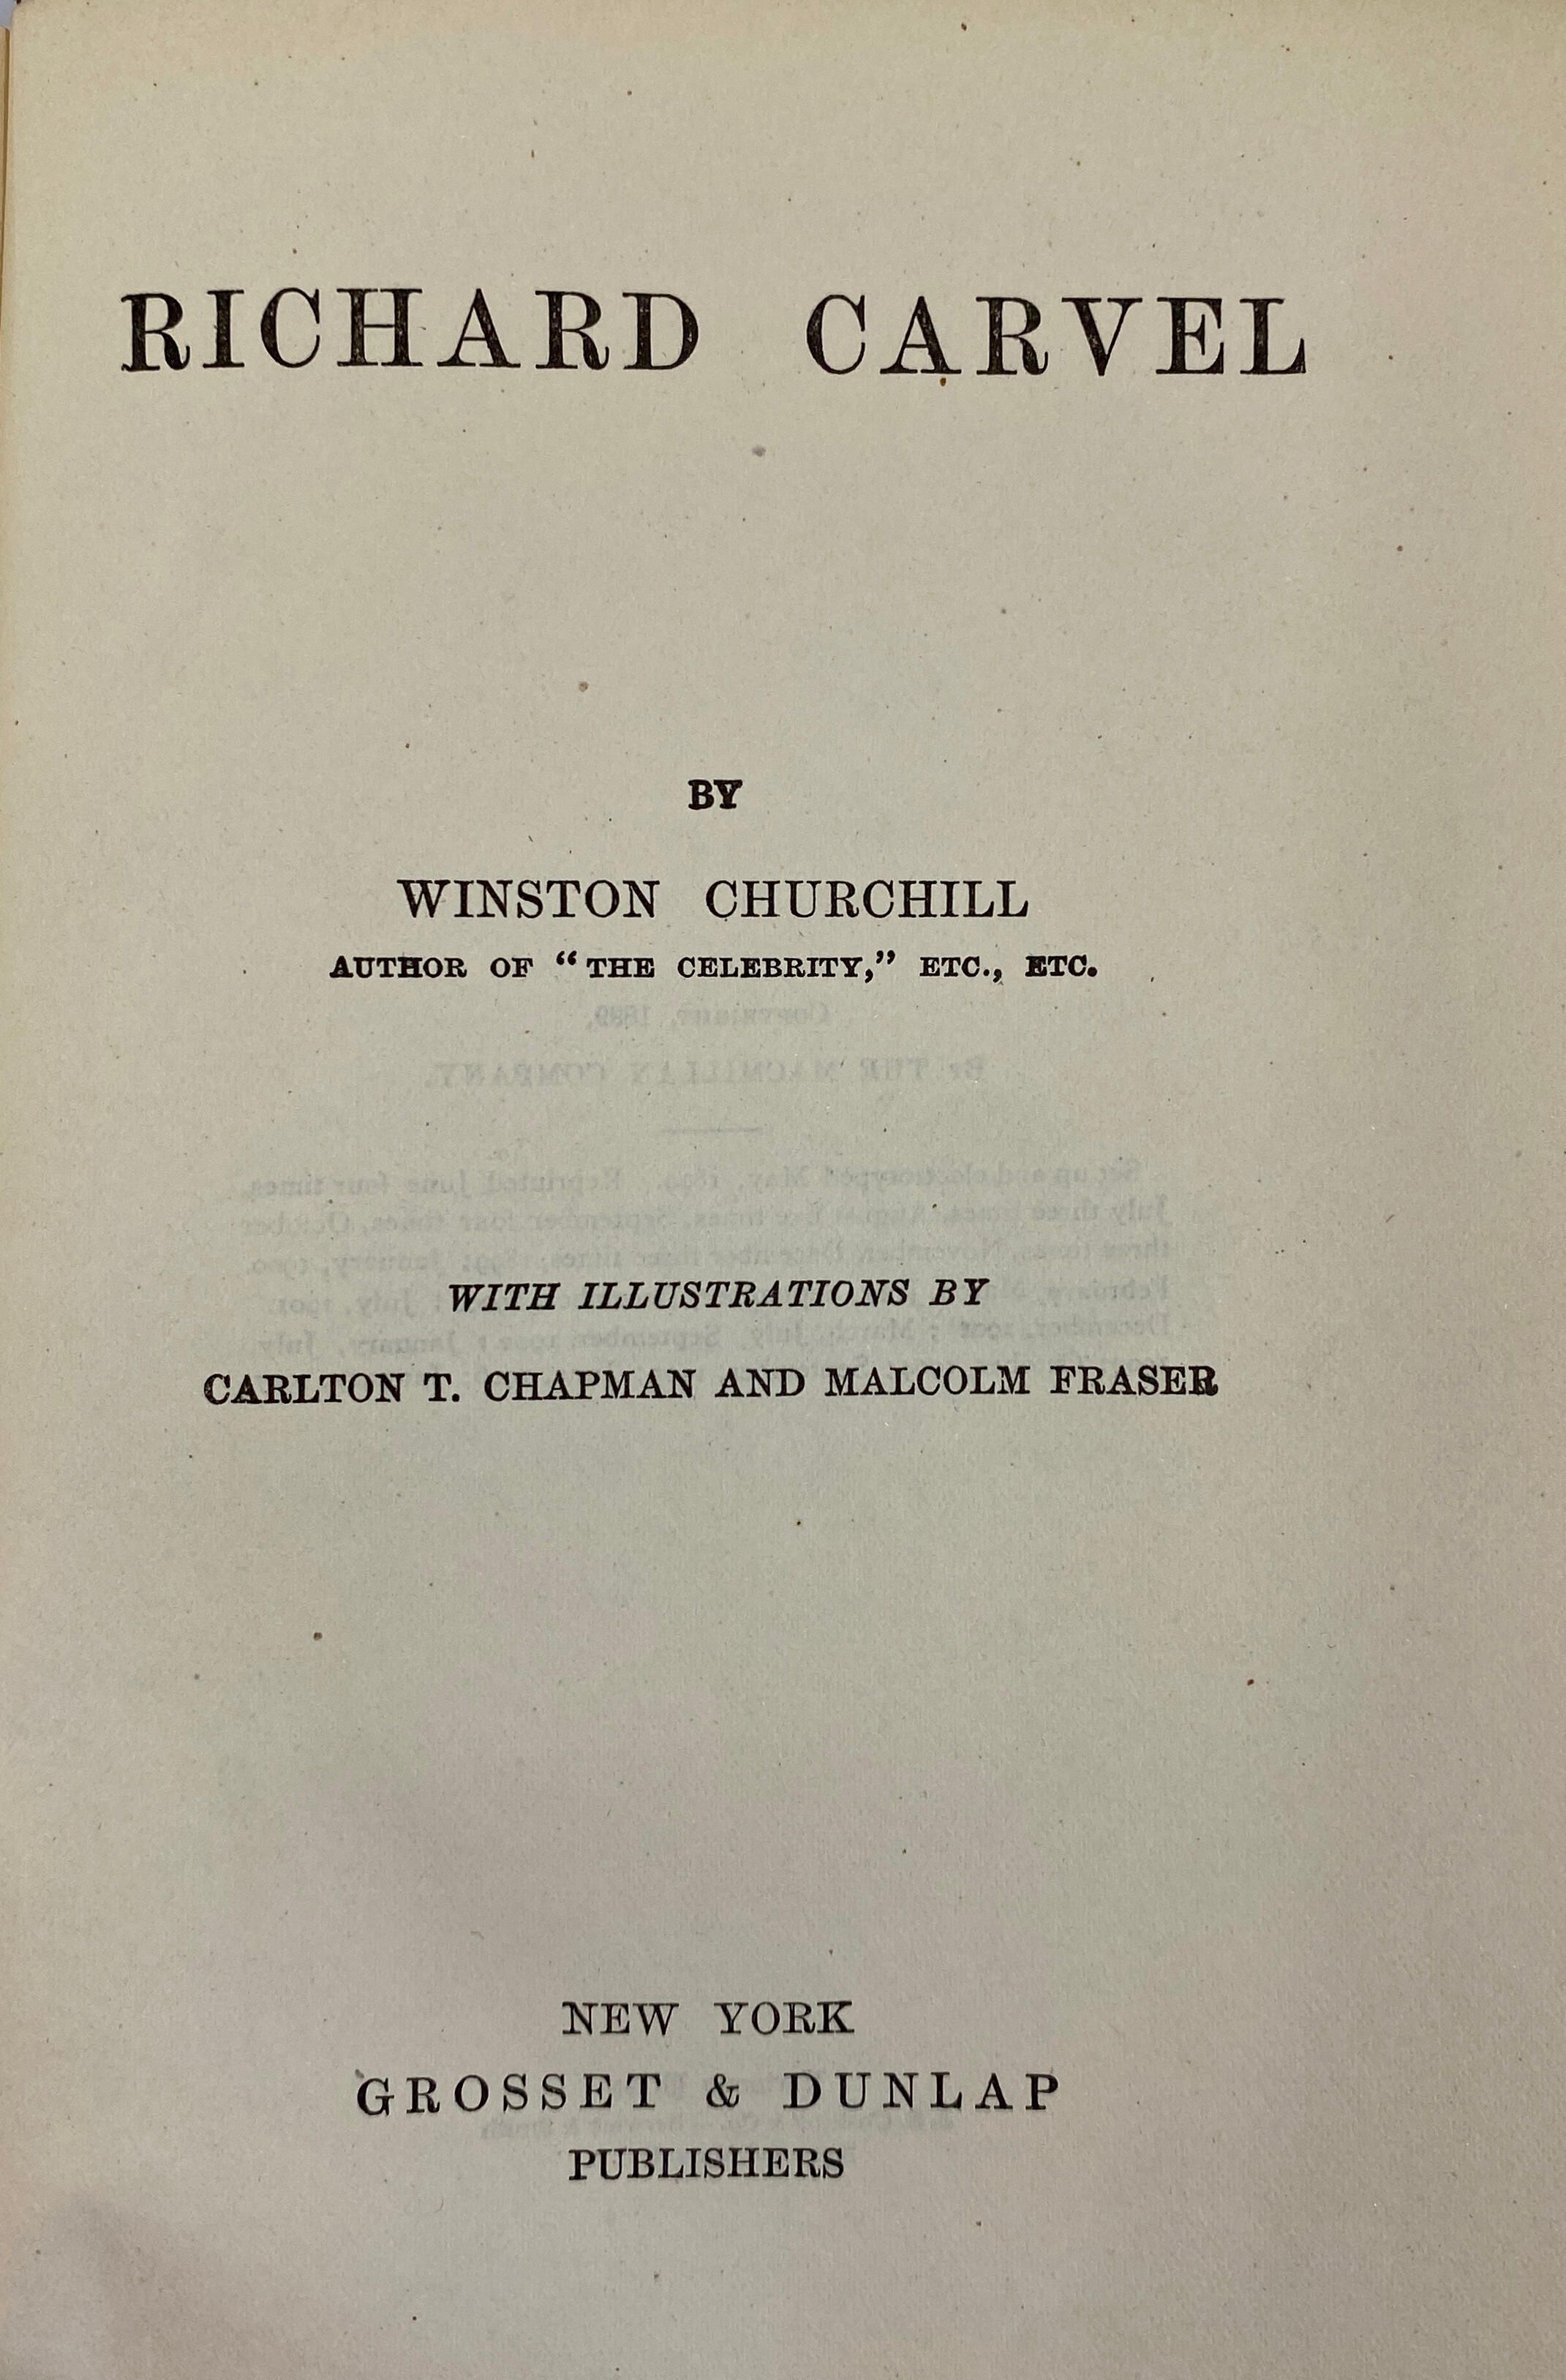 RICHARD CARVEL
BY
WINSTON CHURCHILL
AUTHOR OF "THE CELEBRITY," ETC., ETC.
WITH ILLUSTRATIONS BY
CARLTON T. CHAPMAN AND MALCOLM FRASER
NEW YORK
GROSSET & DUNLAP
PUBLISHERS